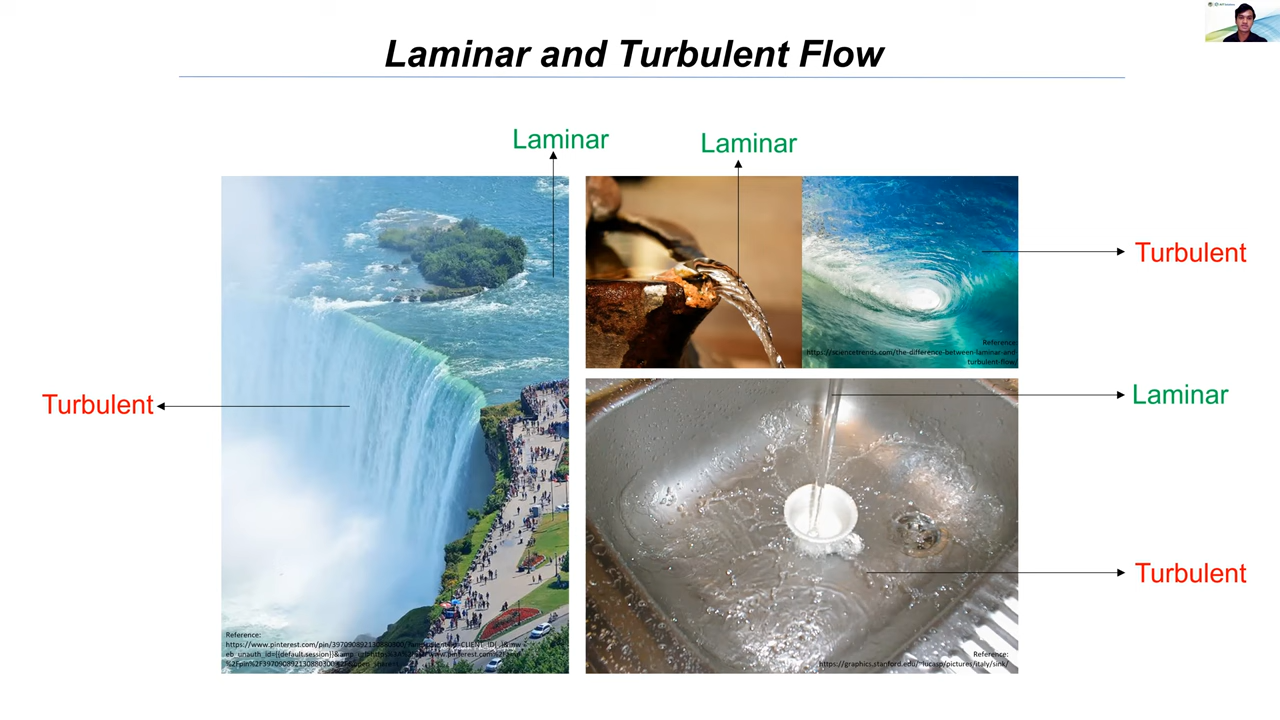 Laminar and Turbulent Flow
Laminar
Laminar
Turbulent
Reference:
https://sciencetrends.com/the-difference-between-laminar-and-
turbulent-flow/
Laminar
Turbulent
Turbulent
Reference:
https://www.pinterest.com/pin/397090892130880300/
Reference:
https://graphics.stanford.edu/~lucasp/pictures/italy/sink/